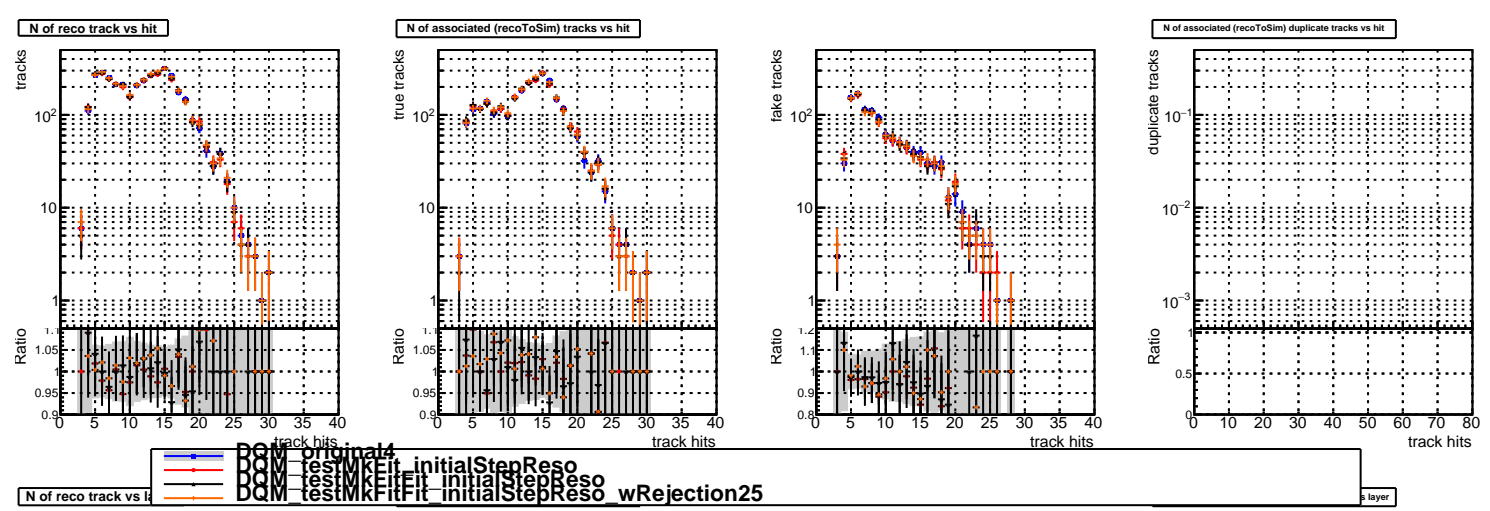 N of reco track vs hit
N of associated (recoToSim) tracks vs hit
N of associated (recoToSim) duplicate tracks vs hit
tracks
10²
10
1
Ratio
1.1
1.05
1
0.95
0.9
0 5 10 15 20 25 30 35 40
track hits
true tracks
10²
10
1
Ratio
1.1
1.05
1
0.95
0.9
0 5 10 15 20 25 30 35 40
track hits
fake tracks
10²
10
1
Ratio
1.2
1.1
1
0.9
0.8
0 5 10 15 20 25 30 35 40
track hits
duplicate tracks
10⁻¹
10⁻²
10⁻³
Ratio
1
0.5
0
0 10 20 30 40 50 60 70 80
track hits
DQM_original4
DQM_testMkFit_initialStepReso
DQM_testMkFitFit_initialStepReso
DQM_testMkFitFit_initialStepReso_wRejection25
N of reco track vs
layer